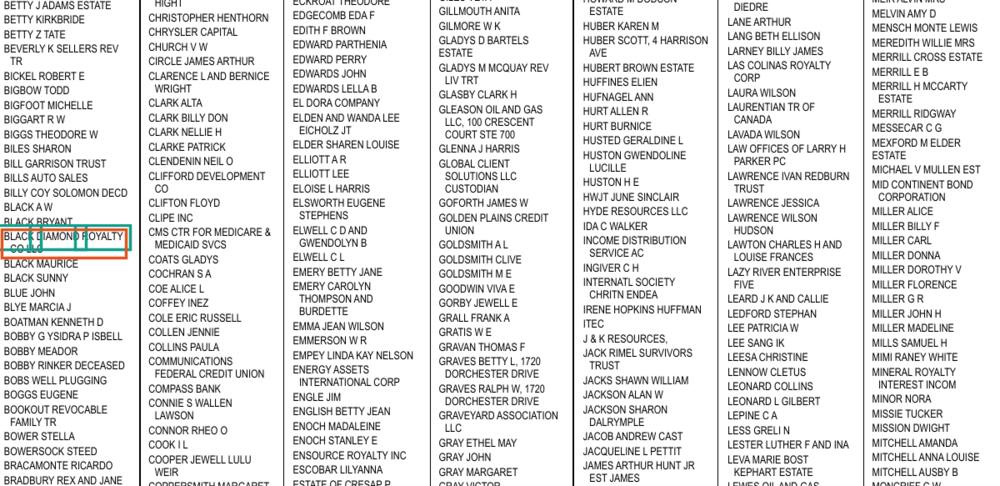 BETTY J ADAMS ESTATE
BETTY KIRKBRIDE
BETTY Z TATE
BEVERLY K SELLERS REV
TR
BICKEL ROBERT E
BIGBOW TODD
BIGFOOT MICHELLE
BIGGART R W
BIGGS THEODORE W
BILES SHARON
BILL GARRISON TRUST
BILLS AUTO SALES
BILLY COY SOLOMON DECD
BLACK A W
BLACK BRYANT
BLACK DIAMOND ROYALTY
CO LLC
BLACK MAURICE
BLACK SUNNY
BLUE JOHN
BLYE MARCIA J
BOATMAN KENNETH D
BOBBY G YSIDRA P ISBELL
BOBBY MEADOR
BOBBY RINKER DECEASED
BOBS WELL PLUGGING
BOGGS EUGENE
BOOKOUT REVOCABLE
FAMILY TR
BOWER STELLA
BOWERSOCK STEED
BRACAMONTE RICARDO
BRADBURY REX AND JANE
HIGHT
CHRISTOPHER HENTHORN
CHRYSLER CAPITAL
CHURCH V W
CIRCLE JAMES ARTHUR
CLARENCE L AND BERNICE
WRIGHT
CLARK ALTA
CLARK BILLY DON
CLARK NELLIE H
CLARKE PATRICK
CLENDENIN NEIL O
CLIFFORD DEVELOPMENT
CO
CLIFTON FLOYD
CLIPE INC
CMS CTR FOR MEDICARE &
MEDICAID SVCS
COATS GLADYS
COCHRAN S A
COE ALICE L
COFFEY INEZ
COLE ERIC RUSSELL
COLLEN JENNIE
COLLINS PAULA
COMMUNICATIONS
FEDERAL CREDIT UNION
COMPASS BANK
CONNIE S WALLEN
LAWSON
CONNOR RHEO O
COOK I L
COOPER JEWELL LULU
WEIR
COPPERSMITH MARGARET
ECKROAT THEODORE
EDGECOMB EDA F
EDITH F BROWN
EDWARD PARTHENIA
EDWARD PERRY
EDWARDS JOHN
EDWARDS LELLA B
EL DORA COMPANY
ELDEN AND WANDA LEE
EICHOLZ JT
ELDER SHAREN LOUISE
ELLIOTT A R
ELLIOTT LEE
ELOISE L HARRIS
ELSWORTH EUGENE
STEPHENS
ELWELL C D AND
GWENDOLYN B
ELWELL C L
EMERY BETTY JANE
EMERY CAROLYN
THOMPSON AND
BURDETTE
EMMA JEAN WILSON
EMMERSON W R
EMPEY LINDA KAY NELSON
ENERGY ASSETS
INTERNATIONAL CORP
ENGLE JIM
ENGLISH BETTY JEAN
ENOCH MADALEINE
ENOCH STANLEY E
ENSOURCE ROYALTY INC
ESCOBAR LILYANNA
ESTATE OF CRESAP P
GILLMOUTH ANITA
GILMORE W K
GLADYS D BARTELS
ESTATE
GLADYS M MCQUAY REV
LIV TRT
GLASBY CLARK H
GLEASON OIL AND GAS
LLC, 100 CRESCENT
COURT STE 700
GLENNA J HARRIS
GLOBAL CLIENT
SOLUTIONS LLC
CUSTODIAN
GOFORTH JAMES W
GOLDEN PLAINS CREDIT
UNION
GOLDSMITH A L
GOLDSMITH CLIVE
GOLDSMITH M E
GOODWIN VIVA E
GORBY JEWELL E
GRALL FRANK A
GRATIS W E
GRAVAN THOMAS F
GRAVES BETTY L, 1720
DORCHESTER DRIVE
GRAVES RALPH W, 1720
DORCHESTER DRIVE
GRAVEYARD ASSOCIATION
LLC
GRAY ETHEL MAY
GRAY JOHN
GRAY MARGARET
GRAY VICTOR
HOWARD M DODSON
ESTATE
HUBER KAREN M
HUBER SCOTT, 4 HARRISON
AVE
HUBERT BROWN ESTATE
HUFFINES ELIEN
HUFNAGEL ANN
HURT ALLEN R
HURT BURNICE
HUSTED GERALDINE L
HUSTON GWENDOLINE
LUCILLE
HUSTON H E
HWJT JUNE SINCLAIR
HYDE RESOURCES LLC
IDA C WALKER
INCOME DISTRIBUTION
SERVICE AC
INGIVER C H
INTERNATL SOCIETY
CHRITN ENDEA
IRENE HOPKINS HUFFMAN
ITEC
J & K RESOURCES,
JACK RIMEL SURVIVORS
TRUST
JACKS SHAWN WILLIAM
JACKSON ALAN W
JACKSON SHARON
DALRYMPLE
JACOB ANDREW CAST
JACQUELINE L PETTIT
JAMES ARTHUR HUNT JR
EST JAMES
DIEDRE
LANE ARTHUR
LANG BETH ELLISON
LARNEY BILLY JAMES
LAS COLINAS ROYALTY
CORP
LAURA WILSON
LAURENTIAN TR OF
CANADA
LAVADA WILSON
LAW OFFICES OF LARRY H
PARKER PC
LAWRENCE IVAN REDBURN
TRUST
LAWRENCE JESSICA
LAWRENCE WILSON
HUDSON
LAWTON CHARLES H AND
LOUISE FRANCES
LAZY RIVER ENTERPRISE
FIVE
LEARD J K AND CALLIE
LEDFORD STEPHAN
LEE PATRICIA W
LEE SANG IK
LEESA CHRISTINE
LENNOW CLETUS
LEONARD COLLINS
LEONARD L GILBERT
LEPINE C A
LESS GRELI N
LESTER LUTHER F AND INA
LEVA MARIE BOST
KEPHART ESTATE
LEWES OIL AND GAS
MELVIN AMY D
MENSCH MONTE LEWIS
MEREDITH WILLIE MRS
MERRILL CROSS ESTATE
MERRILL E B
MERRILL H MCCARTY
ESTATE
MERRILL RIDGWAY
MESSECAR C G
MEXFORD M ELDER
ESTATE
MICHAEL V MULLEN EST
MID CONTINENT BOND
CORPORATION
MILLER ALICE
MILLER BILLY F
MILLER CARL
MILLER DONNA
MILLER DOROTHY V
MILLER FLORENCE
MILLER G R
MILLER JOHN H
MILLER MADELINE
MILLS SAMUEL H
MIMI RANEY WHITE
MINERAL ROYALTY
INTEREST INCOM
MINOR NORA
MISSIE TUCKER
MISSION DWIGHT
MITCHELL AMANDA
MITCHELL ANNA LOUISE
MITCHELL AUSBY B
MONCRIEF C W